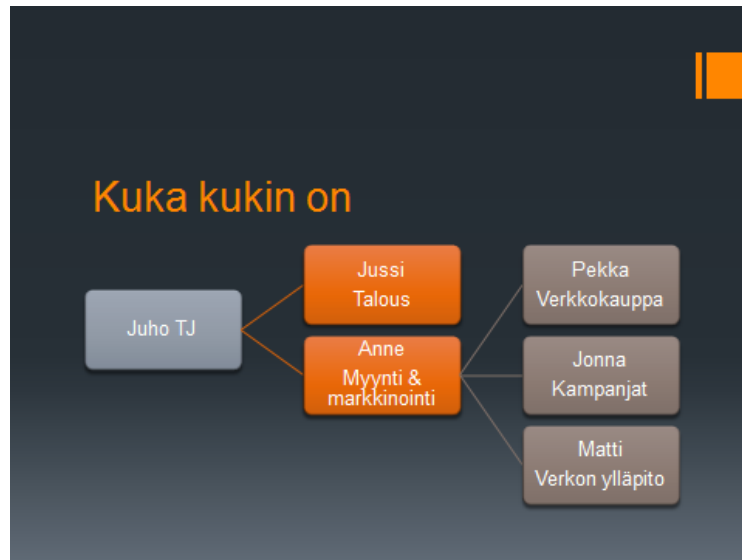 Kuka kukin on
Juho TJ
Jussi
Talous
Anne
Myynti &
markkinointi
Pekka
Verkkokauppa
Jonna
Kampanjat
Matti
Verkon ylläpito